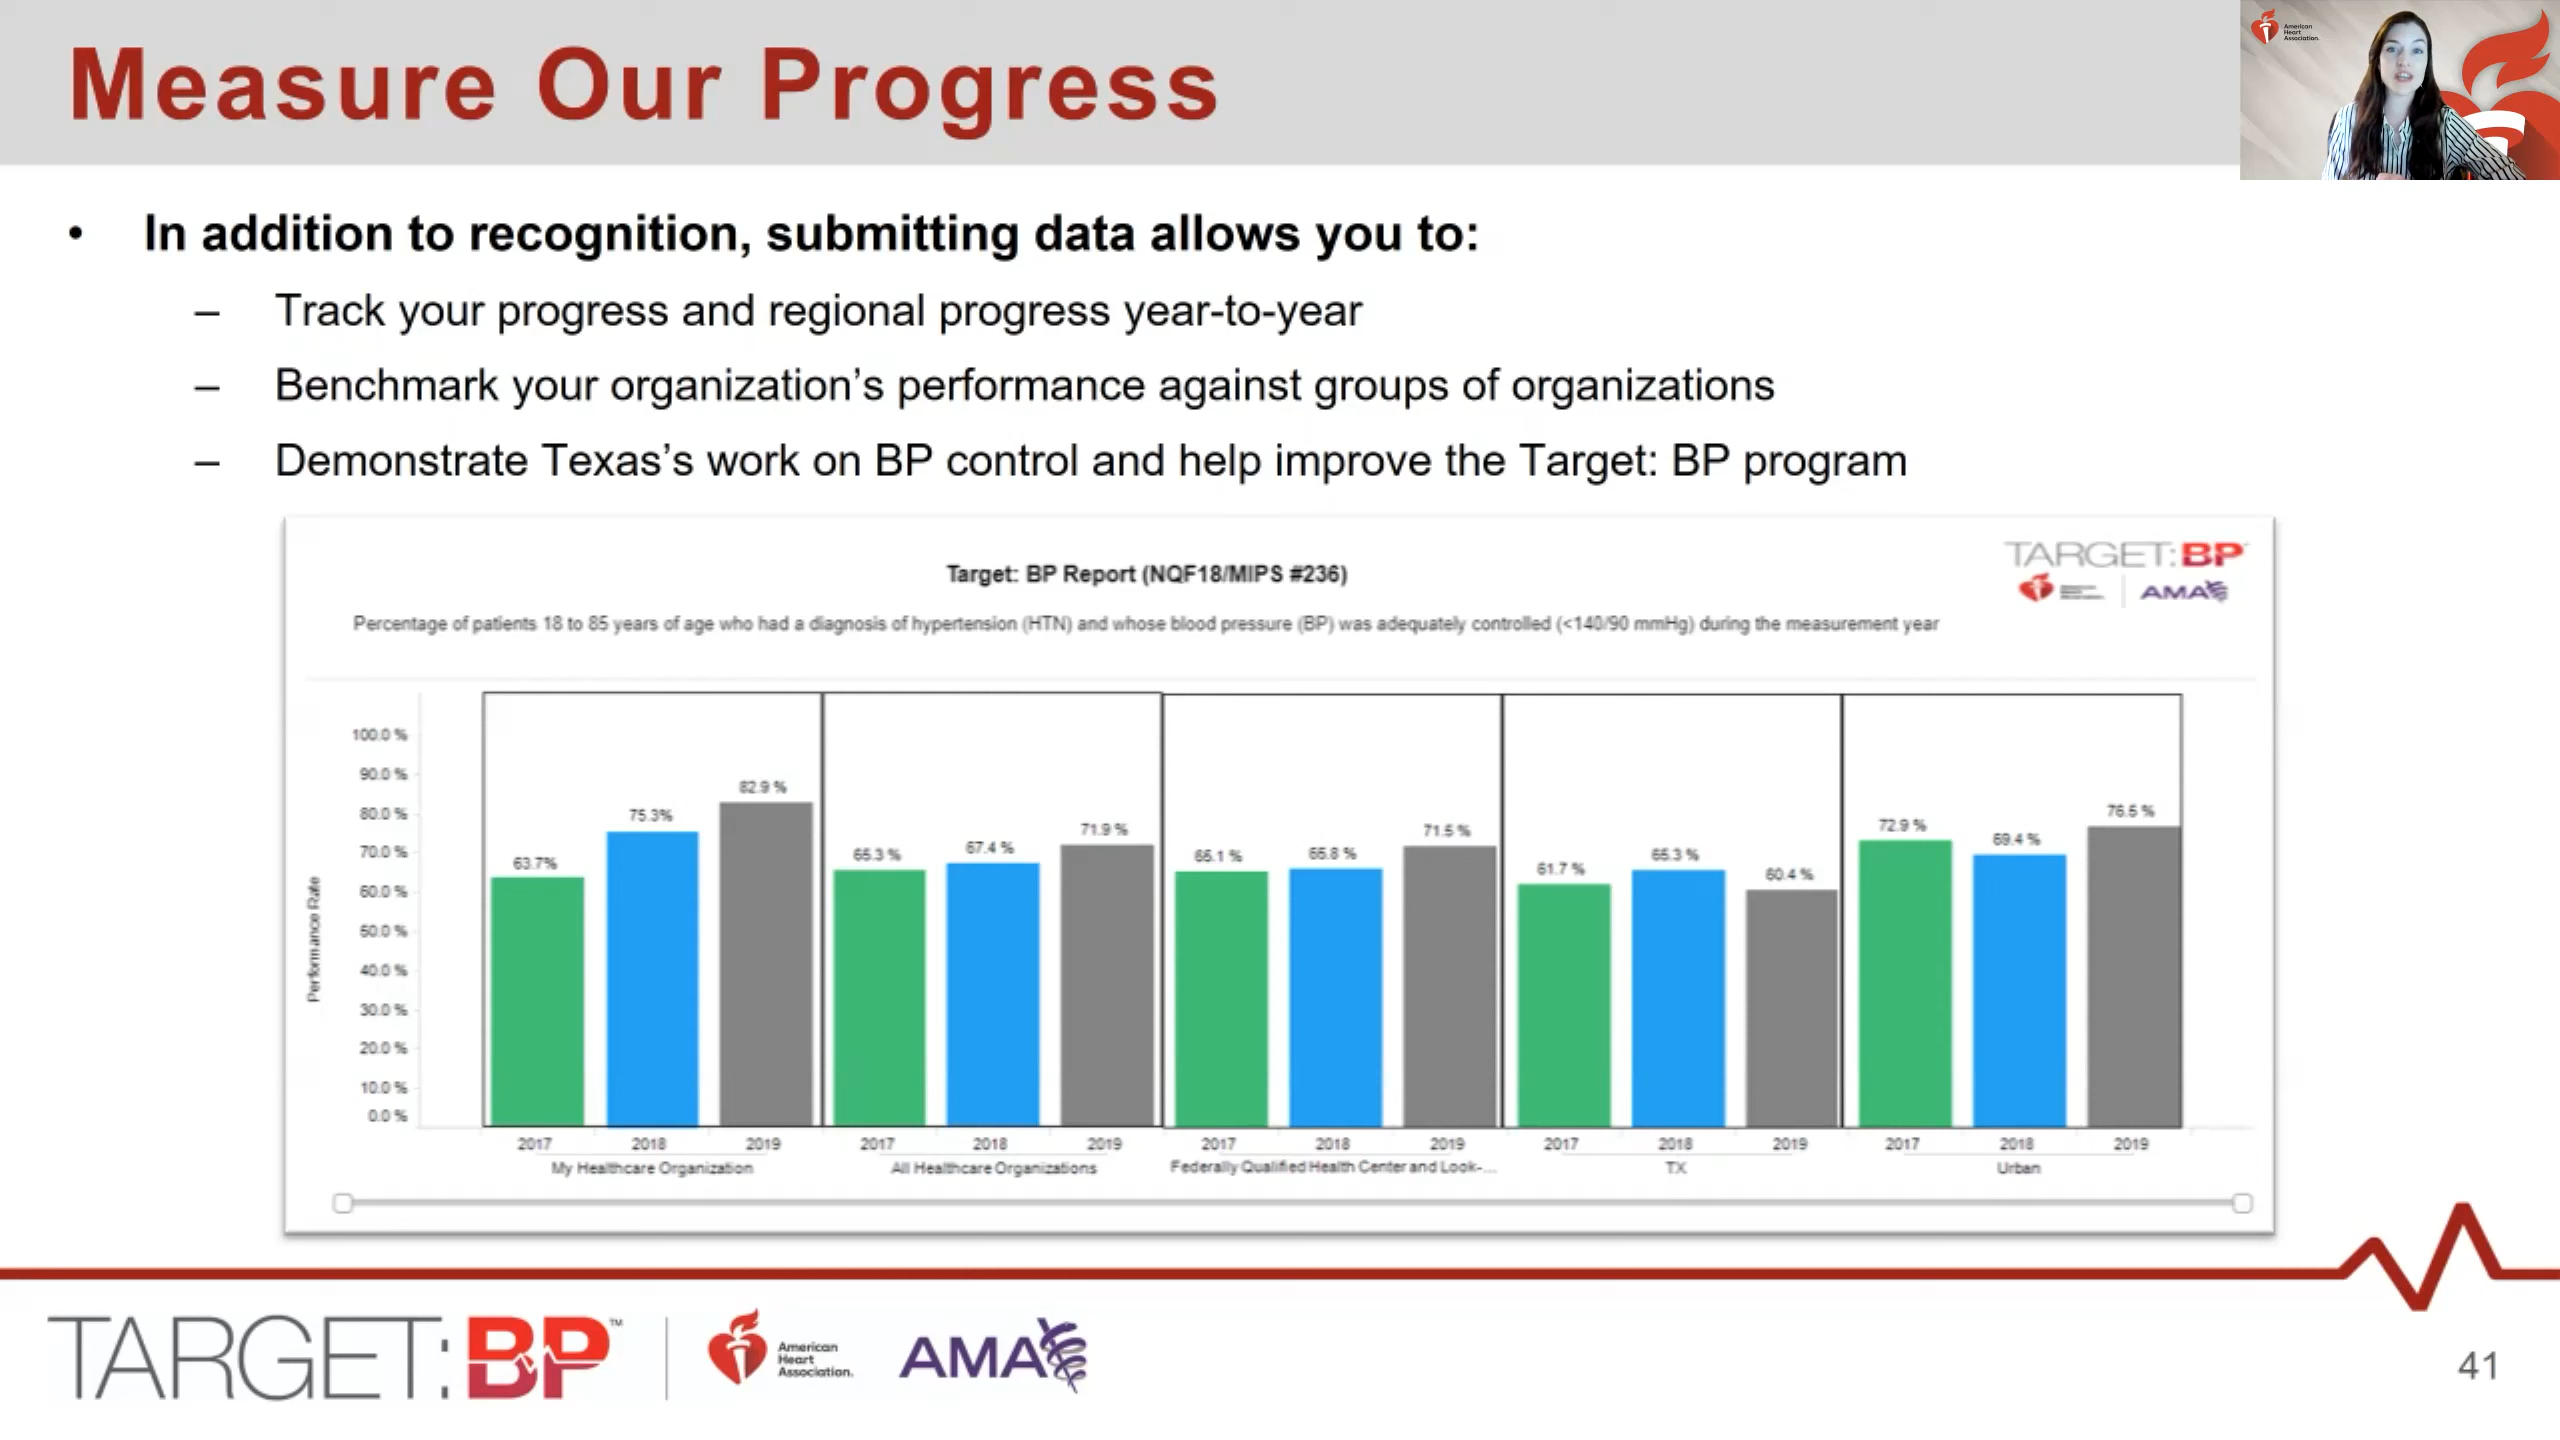 Measure Our Progress
American
Heart
Association.
• In addition to recognition, submitting data allows you to:
– Track your progress and regional progress year-to-year
– Benchmark your organization’s performance against groups of organizations
– Demonstrate Texas’s work on BP control and help improve the Target: BP program
TARGET:BP
AMA
Target: BP Report (NQF18/MIPS #236)
Percentage of patients 18 to 85 years of age who had a diagnosis of hypertension (HTN) and whose blood pressure (BP) was adequately controlled (<140/90 mmHg) during the measurement year
Performance Rate
100.0 %
90.0 %
80.0 %
70.0 %
60.0 %
50.0 %
40.0 %
30.0 %
20.0 %
10.0 %
0.0 %
63.7% 75.3% 82.9 % 65.3 % 67.4 % 71.9 % 65.1 % 65.8 % 71.5 % 61.7 % 65.3 % 60.4 % 72.9 % 69.4 % 76.5 %
2017 2018 2019 2017 2018 2019 2017 2018 2019 2017 2018 2019 2017 2018 2019
My Healthcare Organization All Healthcare Organizations Federally Qualified Health Center and Look-... TX Urban
TARGET:BP™
American
Heart
Association.
AMA
41